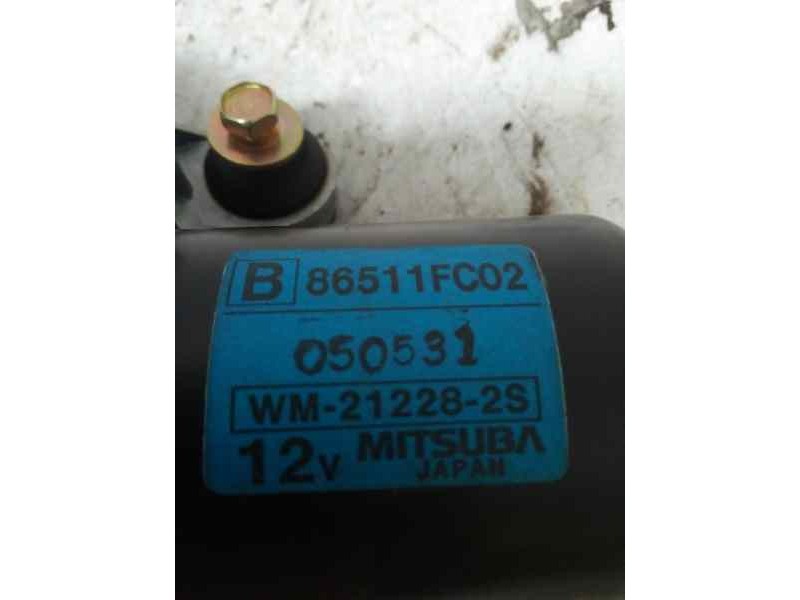 B 86511FC02
050531
WM-21228-2S
12V MITSUBA
JAPAN